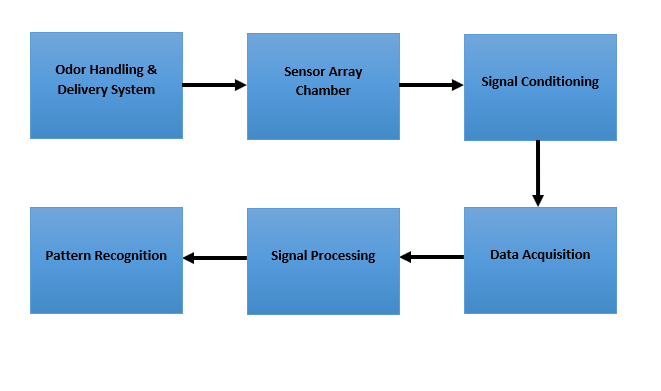 Odor Handling &
Delivery System
Sensor Array
Chamber
Signal Conditioning
Pattern Recognition
Signal Processing
Data Acquisition